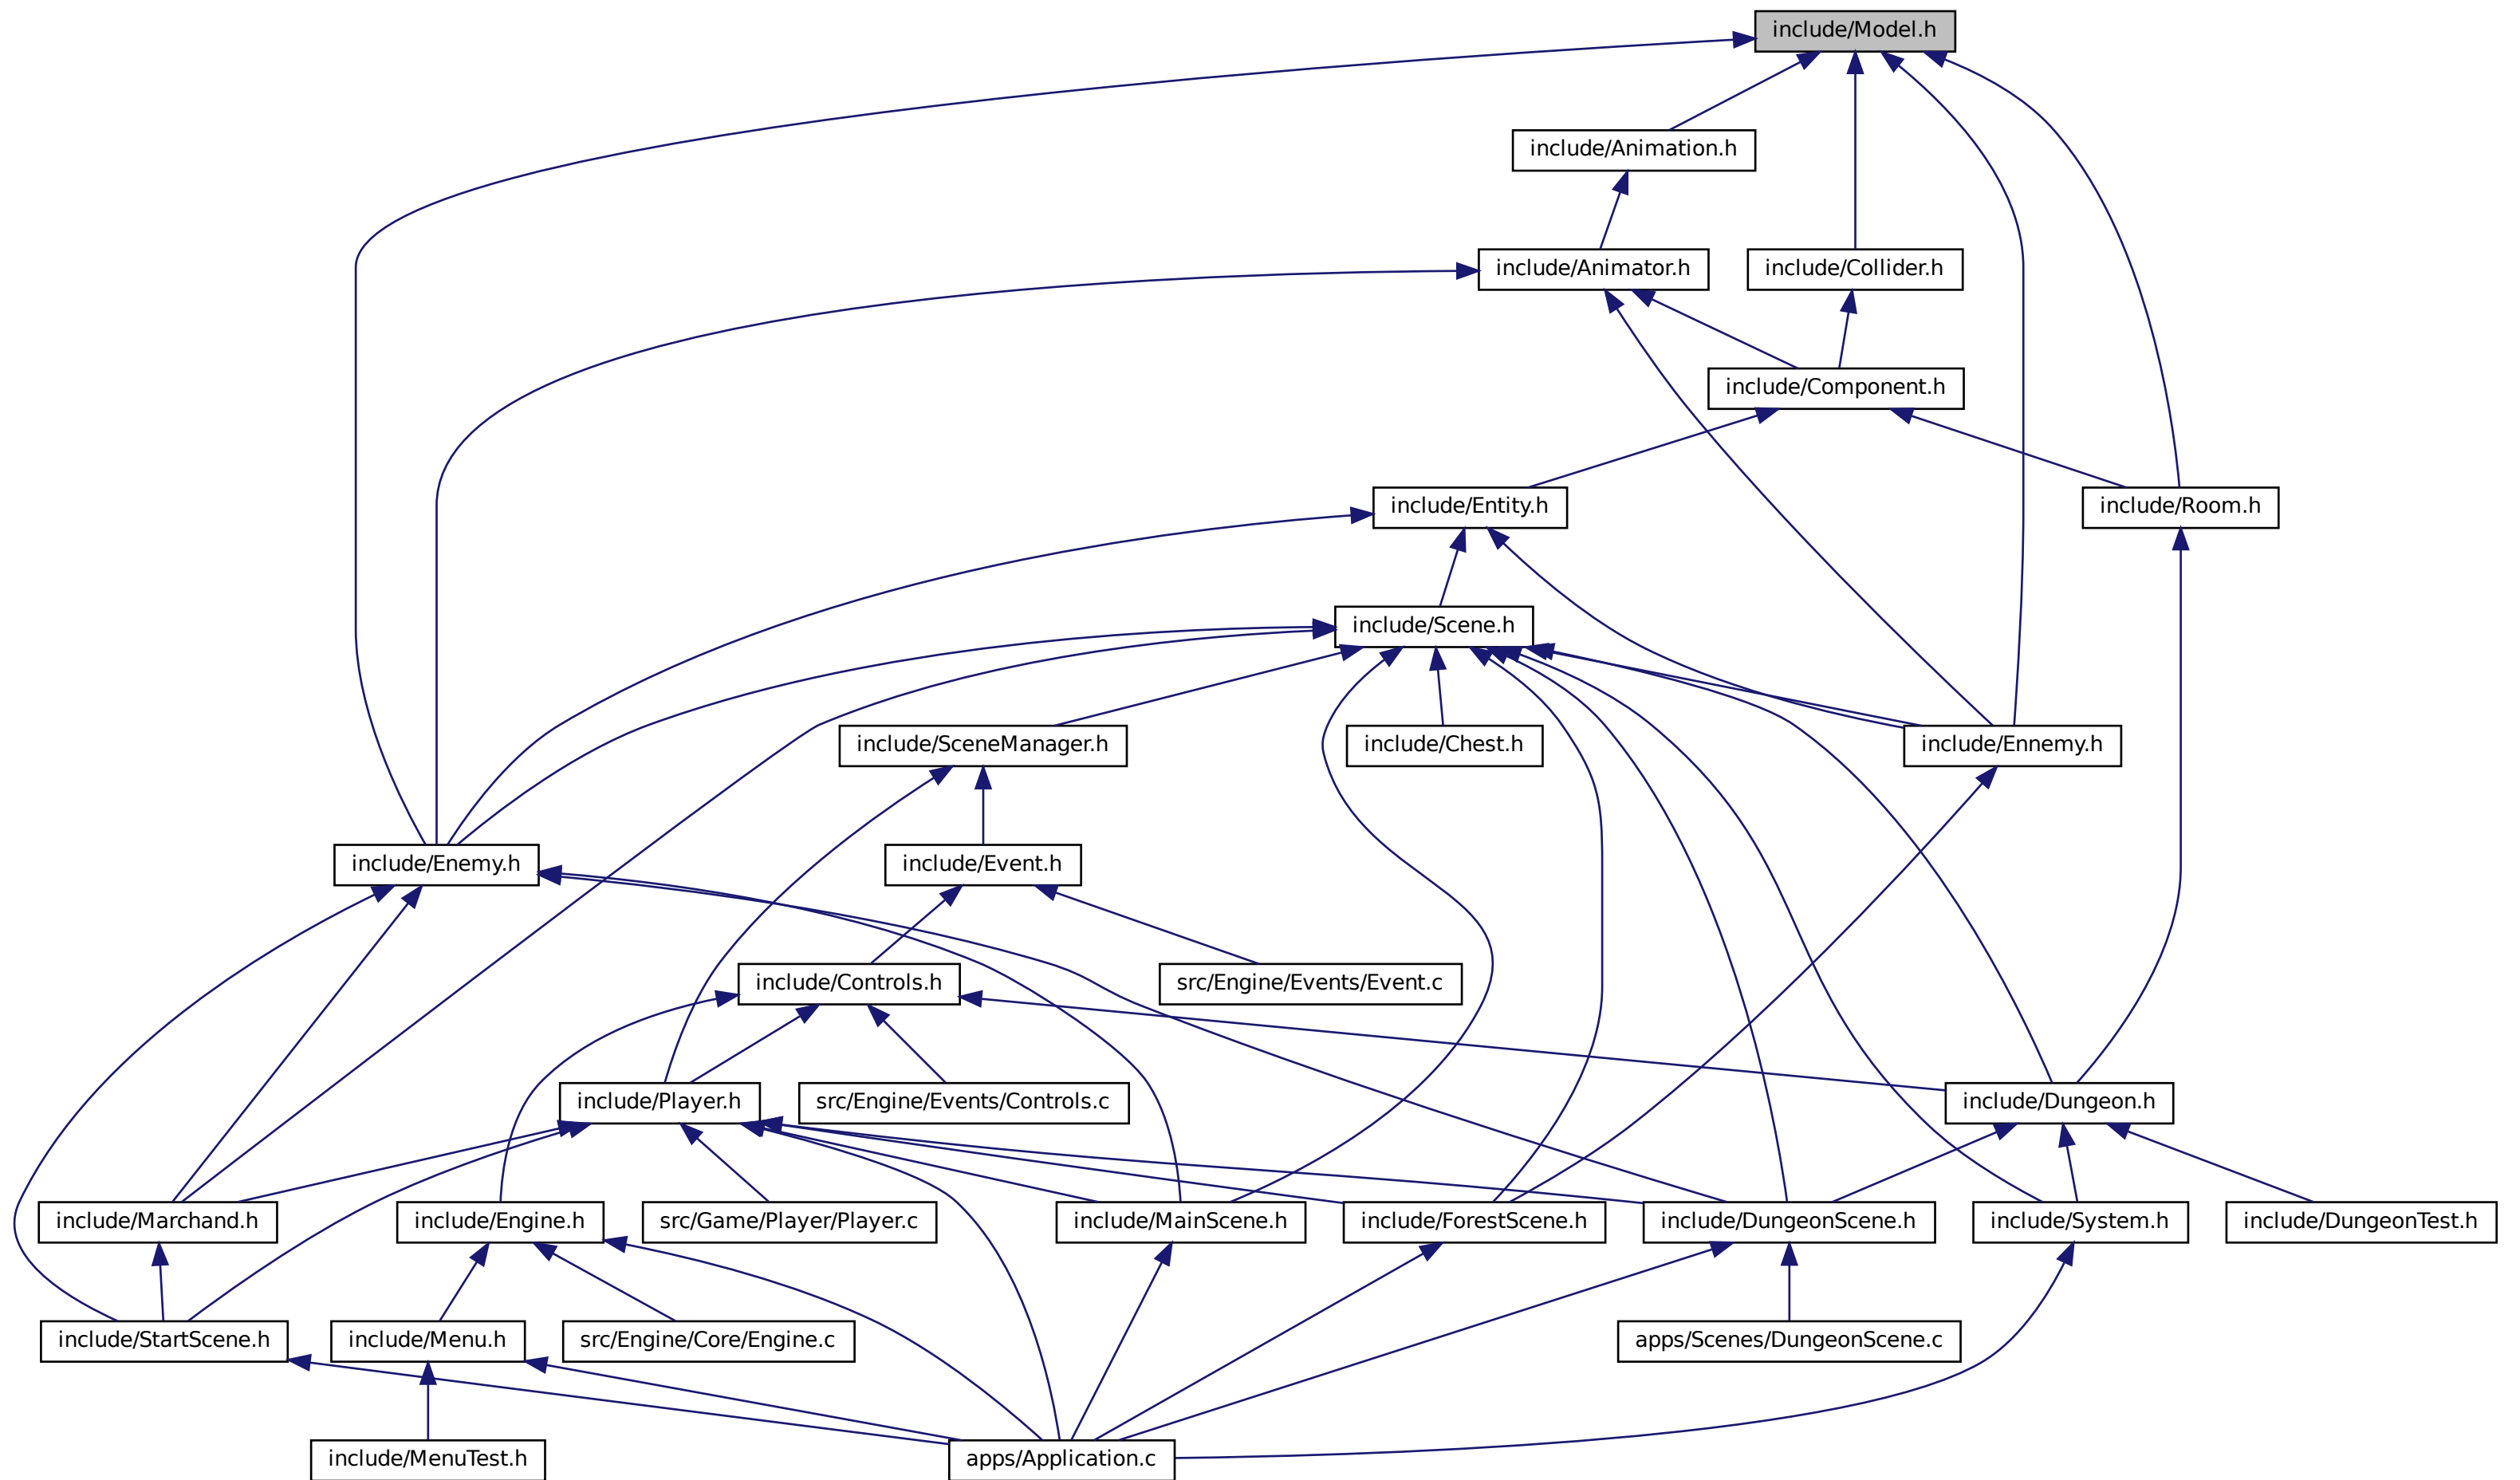 include/Model.h
include/Animation.h
include/Animator.h
include/Collider.h
include/Component.h
include/Entity.h
include/Room.h
include/Scene.h
include/SceneManager.h
include/Chest.h
include/Ennemy.h
include/Enemy.h
include/Event.h
include/Controls.h
src/Engine/Events/Event.c
include/Player.h
src/Engine/Events/Controls.c
include/Dungeon.h
include/Marchand.h
include/Engine.h
src/Game/Player/Player.c
include/MainScene.h
include/ForestScene.h
include/DungeonScene.h
include/System.h
include/DungeonTest.h
include/StartScene.h
include/Menu.h
src/Engine/Core/Engine.c
apps/Scenes/DungeonScene.c
include/MenuTest.h
apps/Application.c